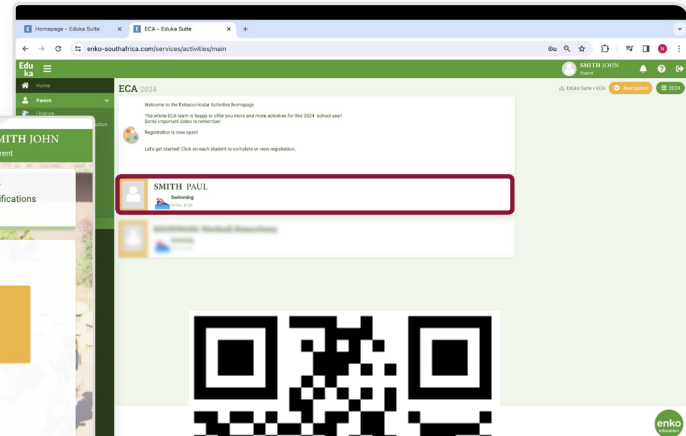 Homepage - Eduka Suite
ECA - Eduka Suite
enko-southafrica.com/services/activities/main
Edu
ka
SMITH JOHN
Parent
Home
Parent
Finance
ECA 2024
Eduka Suite › ECA
Navigation
2024
Welcome to the Extracurricular Activities homepage.
The whole ECA team is happy to offer you more and more activities for this 2024 school year!
Some important dates to remember:
Registration is now open!
Let's get started! Click on each student to complete or view registration.
SMITH PAUL
Swimming
MITH JOHN
rent
ifications
enko
education